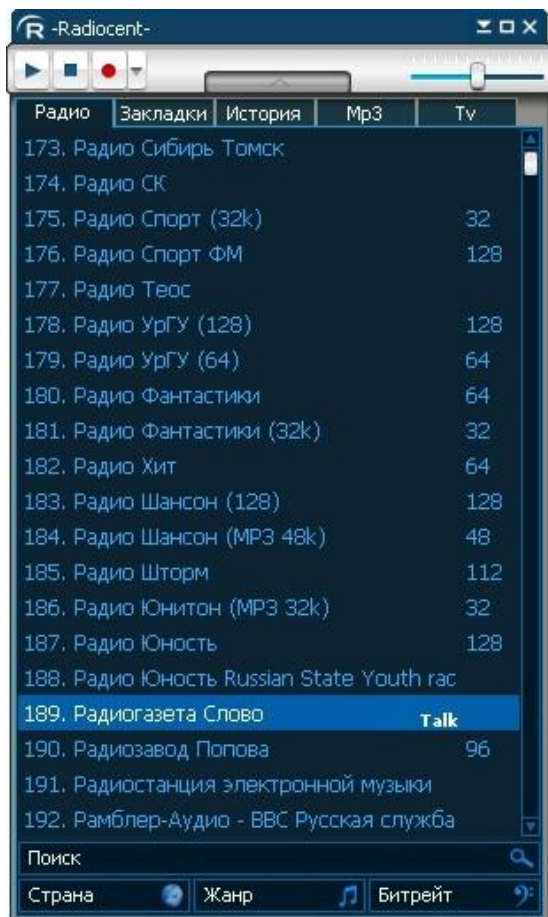 -Radiocent-
Радио Закладки История Mp3 Tv
173. Радио Сибирь Томск
174. Радио СК
175. Радио Спорт (32k) 32
176. Радио Спорт ФМ 128
177. Радио Теос
178. Радио УрГУ (128) 128
179. Радио УрГУ (64) 64
180. Радио Фантастики 64
181. Радио Фантастики (32k) 32
182. Радио Хит 64
183. Радио Шансон (128) 128
184. Радио Шансон (MP3 48k) 48
185. Радио Шторм 112
186. Радио Юнитон (MP3 32k) 32
187. Радио Юность 128
188. Радио Юность Russian State Youth rac
189. Радиогазета Слово Talk
190. Радиозавод Попова 96
191. Радиостанция электронной музыки
192. Рамблер-Аудио - BBC Русская служба
Поиск
Страна Жанр Битрейт